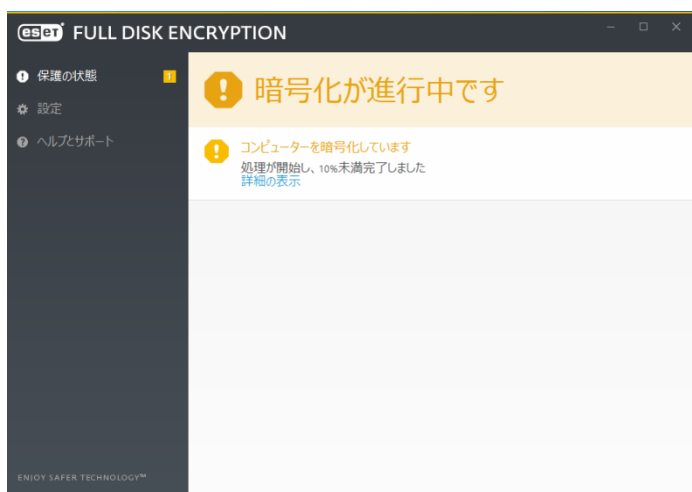 eset FULL DISK ENCRYPTION
保護の状態
設定
ヘルプとサポート
暗号化が進行中です
コンピューターを暗号化しています
処理が開始し、10%未満完了しました
詳細の表示
ENJOY SAFER TECHNOLOGY™